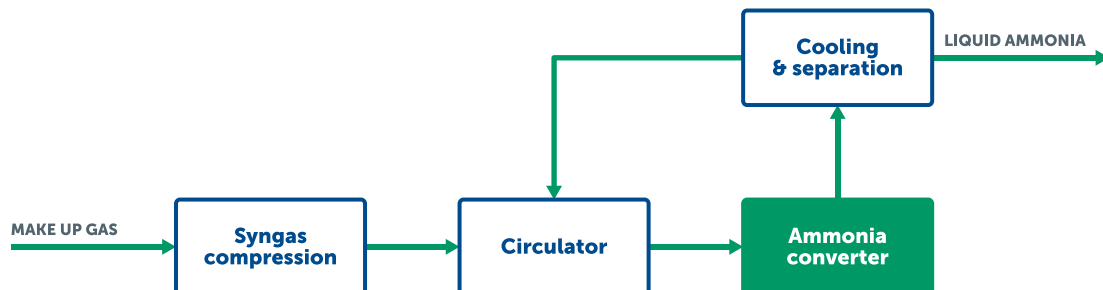 Cooling
& separation
LIQUID AMMONIA
MAKE UP GAS
Syngas
compression
Circulator
Ammonia
converter